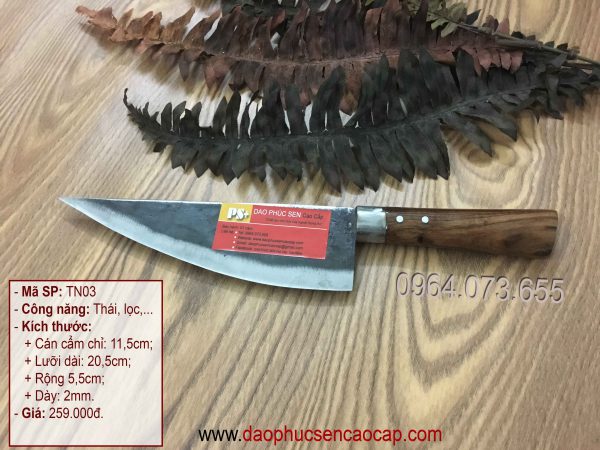 PS+
DAO PHÚC SEN Cao Cấp
0964.073.655
- Mã SP: TN03
- Công năng: Thái, lọc,...
- Kích thước:
+ Cán cầm chỉ: 11,5cm;
+ Lưỡi dài: 20,5cm;
+ Rộng 5,5cm;
+ Dày: 2mm.
- Giá: 259.000đ.
www.daophucsencaocap.com